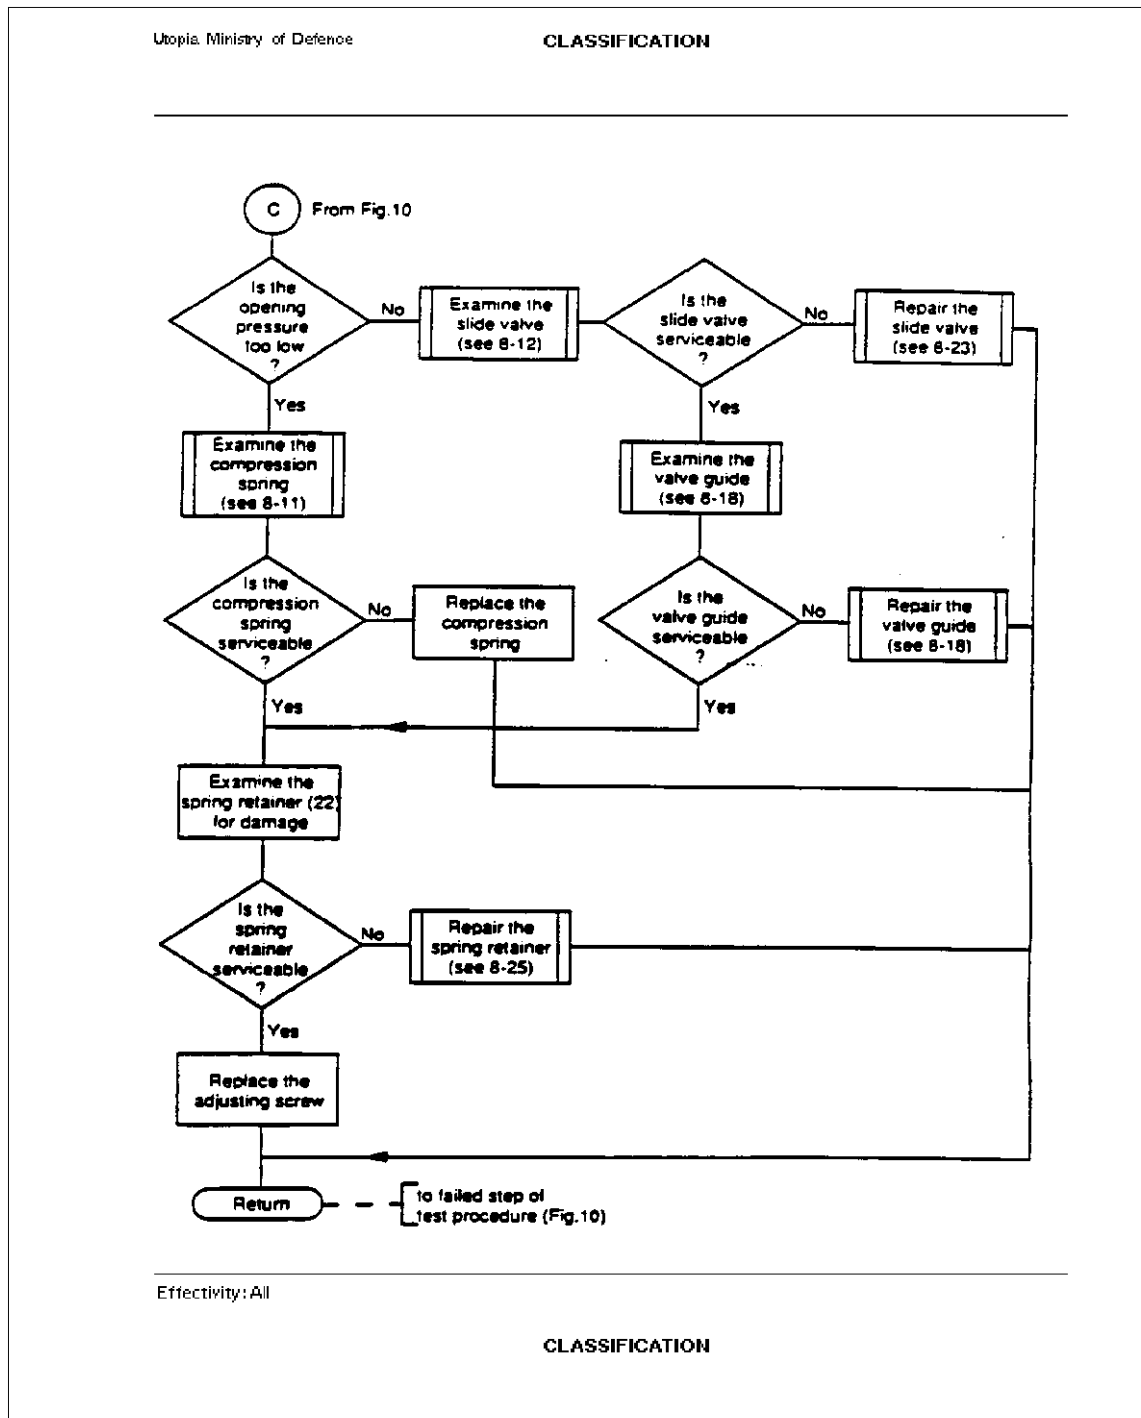 Utopia Ministry of Defence
CLASSIFICATION
C
From Fig.10
Is the
opening
pressure
too low
?
No
Examine the
slide valve
(see 8-12)
Is the
slide valve
serviceable
?
No
Repair the
slide valve
(see 8-23)
Yes
Yes
Examine the
compression
spring
(see 8-11)
Examine the
valve guide
(see 8-18)
Is the
compression
spring
serviceable
?
No
Replace the
compression
spring
Is the
valve guide
serviceable
?
No
Repair the
valve guide
(see 8-18)
Yes
Yes
Examine the
spring retainer (22)
for damage
Is the
spring
retainer
serviceable
?
No
Repair the
spring retainer
(see 8-25)
Yes
Replace the
adjusting screw
Return
to failed step of
test procedure (Fig.10)
Effectivity: All
CLASSIFICATION